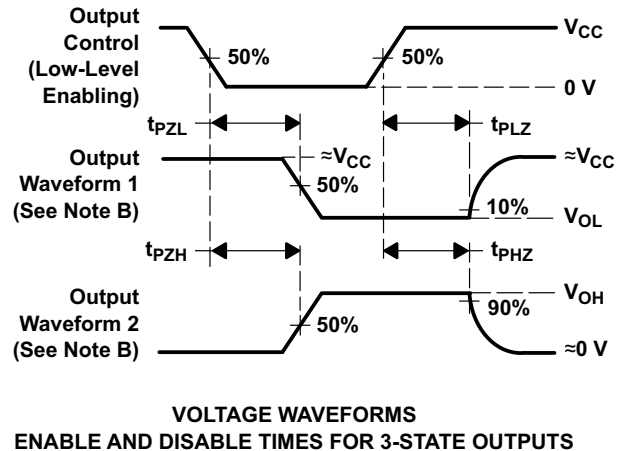 Output
Control
(Low-Level
Enabling)
50%
50%
VCC
0 V
tPZL
tPLZ
Output
Waveform 1
(See Note B)
≈VCC
50%
≈VCC
10%
VOL
tPZH
tPHZ
Output
Waveform 2
(See Note B)
50%
VOH
90%
≈0 V
VOLTAGE WAVEFORMS
ENABLE AND DISABLE TIMES FOR 3-STATE OUTPUTS